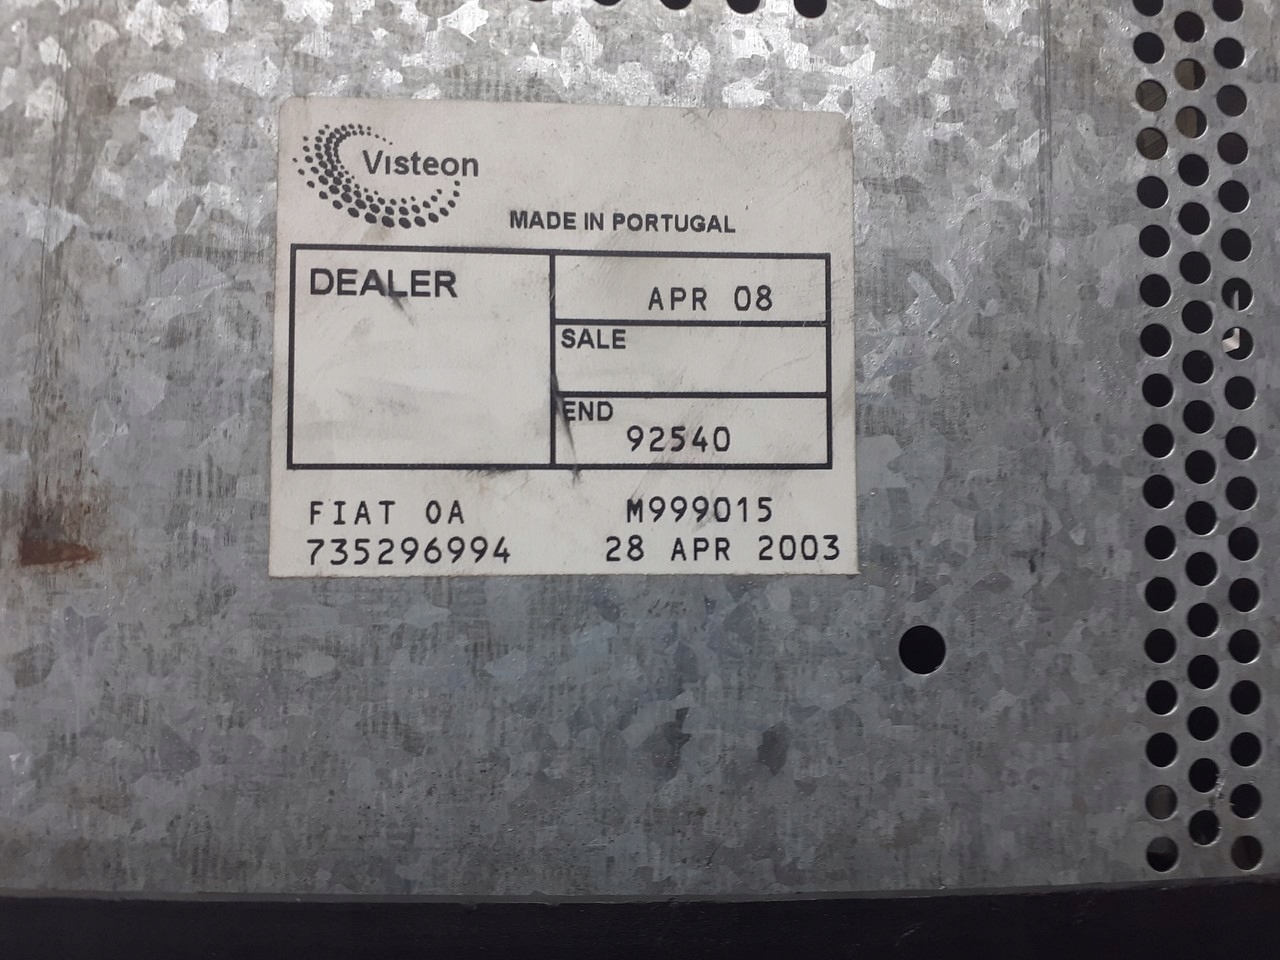 Visteon
MADE IN PORTUGAL
DEALER
APR 08
SALE
END
92540
FIAT 0A
M999015
735296994
28 APR 2003